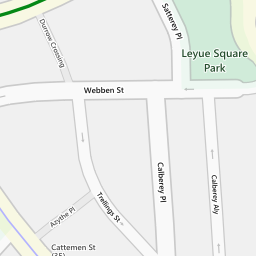 Satterey Pl
Durrow Crossing
Leyue Square
Park
Webben St
Calberey Pl
Calberey Aly
Trellings St
Azythe Pl
Cattemen St
(35)